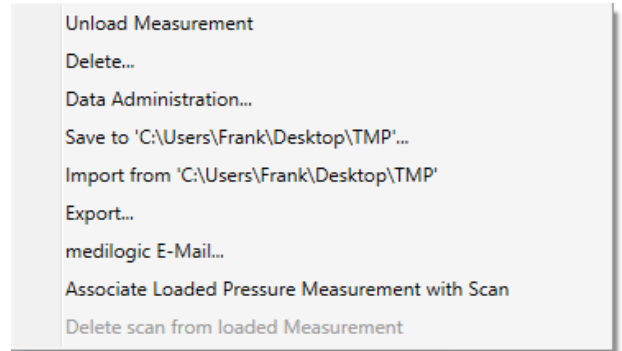 Unload Measurement
Delete...
Data Administration...
Save to 'C:\Users\Frank\Desktop\TMP'...
Import from 'C:\Users\Frank\Desktop\TMP'
Export...
medilogic E-Mail...
Associate Loaded Pressure Measurement with Scan
Delete scan from loaded Measurement